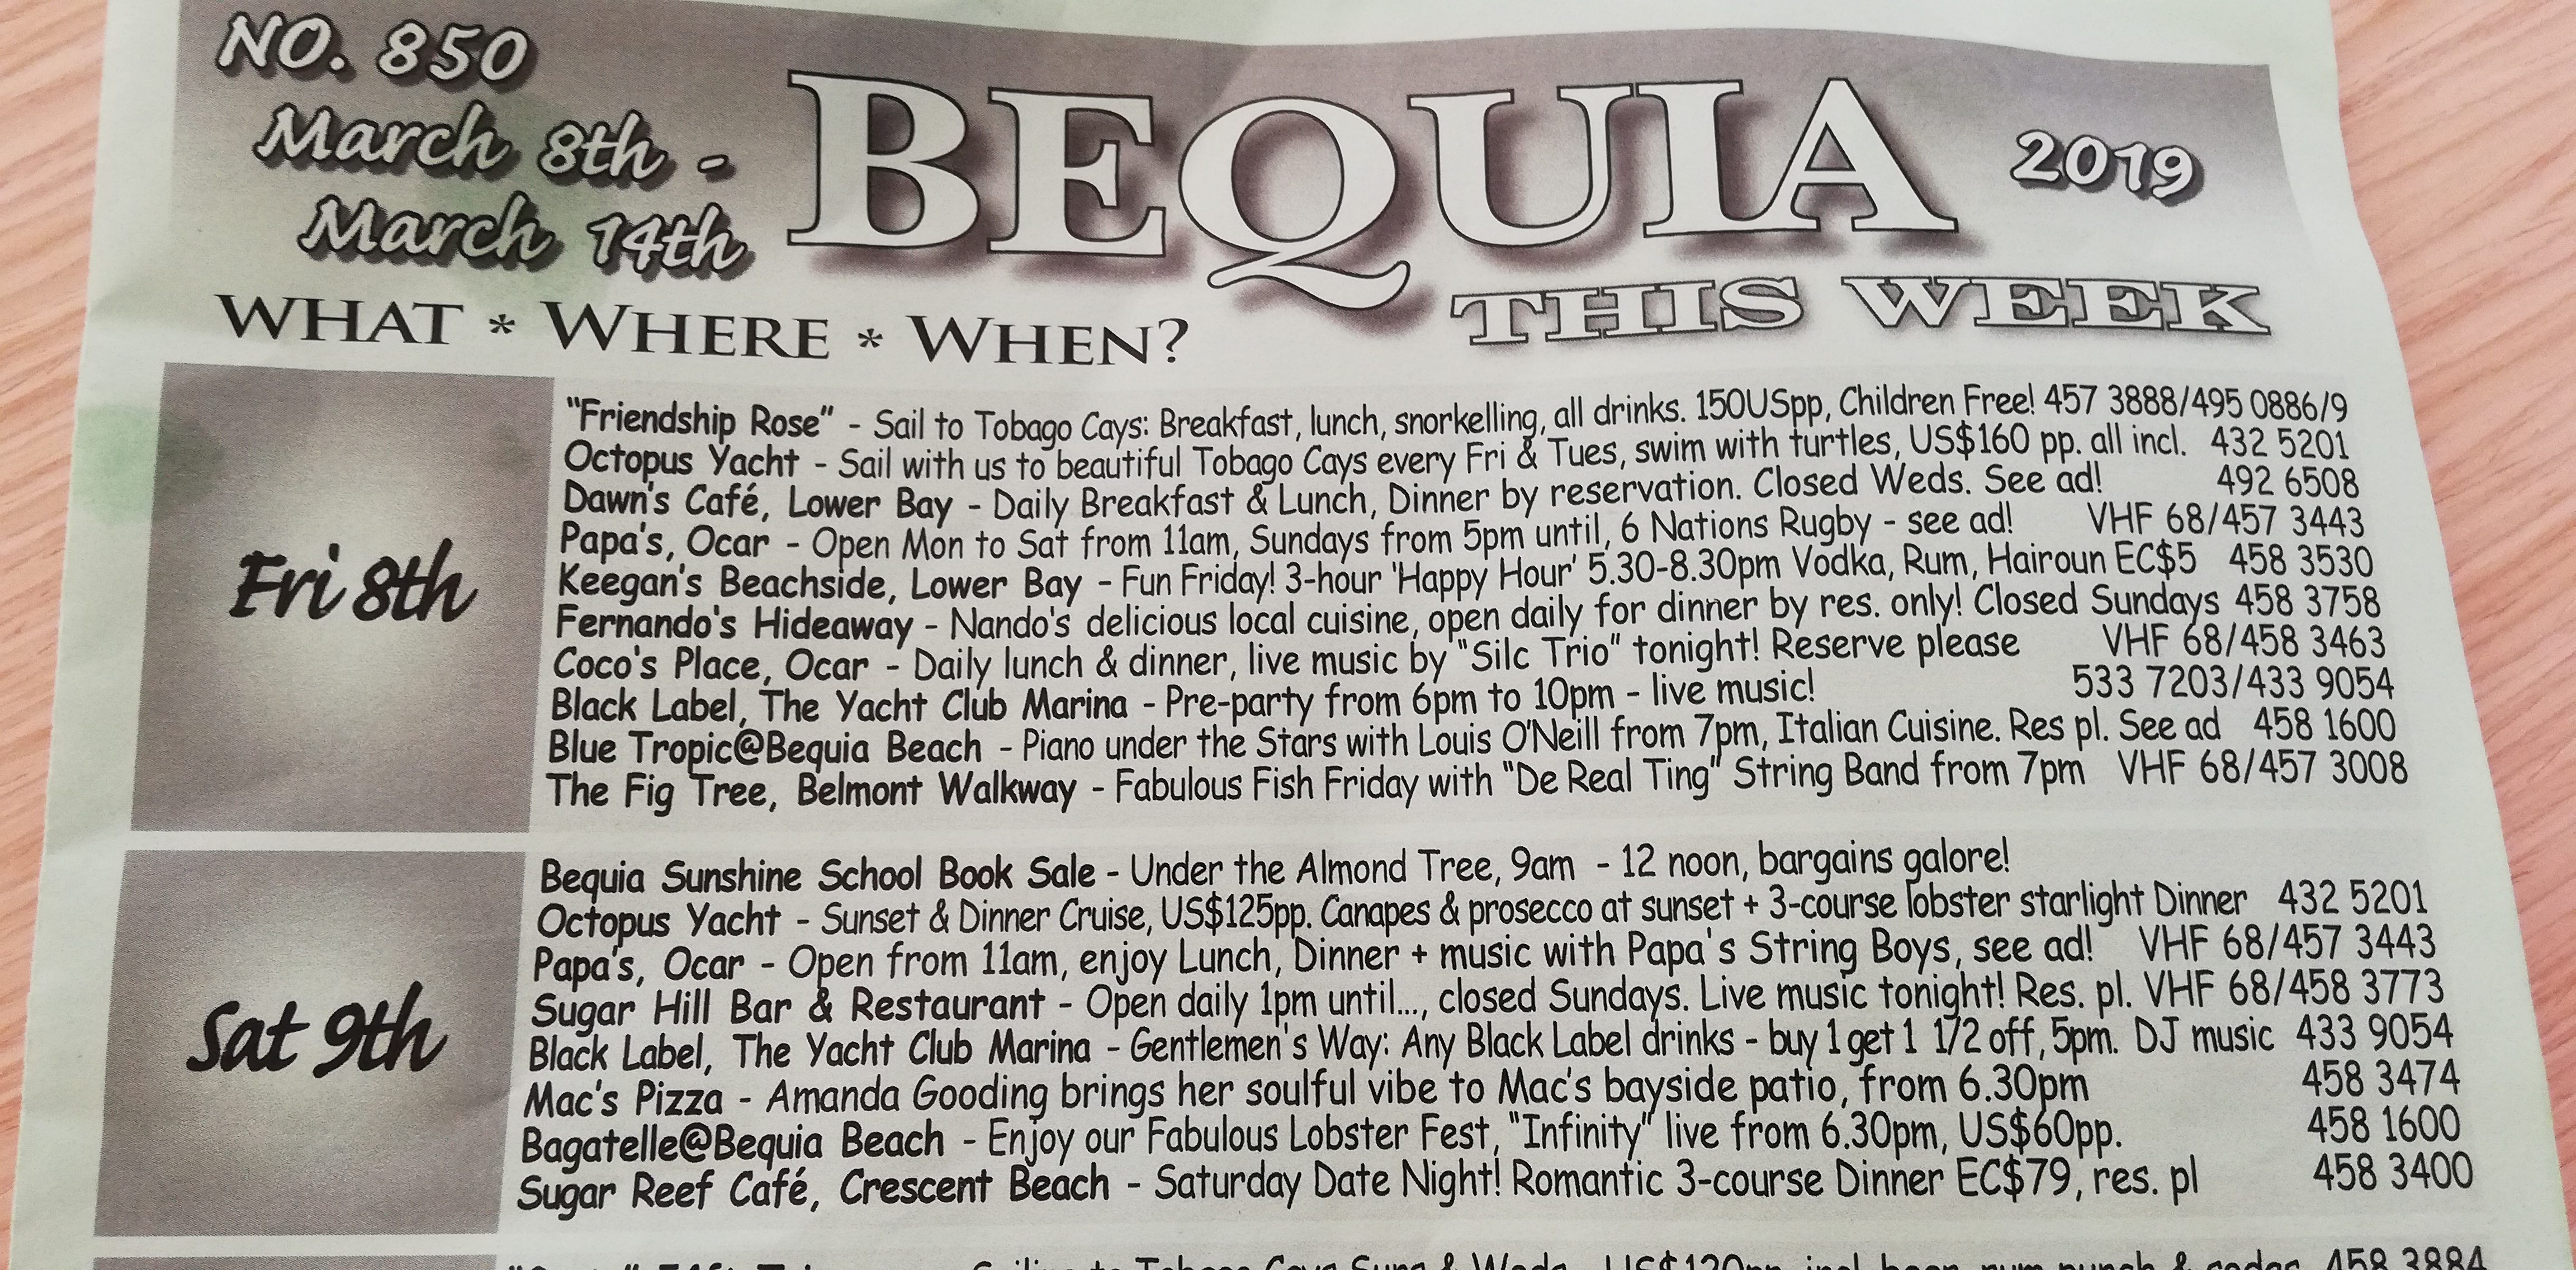 NO. 850
March 8th -
March 14th
BEQUIA 2019
THIS WEEK
WHAT * WHERE * WHEN?
Fri 8th
"Friendship Rose" - Sail to Tobago Cays: Breakfast, lunch, snorkelling, all drinks. 150USpp, Children Free! 457 3888/495 0886/9
Octopus Yacht - Sail with us to beautiful Tobago Cays every Fri & Tues, swim with turtles, US$160 pp. all incl. 432 5201
Dawn's Café, Lower Bay - Daily Breakfast & Lunch, Dinner by reservation. Closed Weds. See ad! 492 6508
Papa's, Ocar - Open Mon to Sat from 11am, Sundays from 5pm until, 6 Nations Rugby - see ad! VHF 68/457 3443
Keegan's Beachside, Lower Bay - Fun Friday! 3-hour 'Happy Hour' 5.30-8.30pm Vodka, Rum, Hairoun EC$5 458 3530
Fernando's Hideaway - Nando's delicious local cuisine, open daily for dinner by res. only! Closed Sundays 458 3758
Coco's Place, Ocar - Daily lunch & dinner, live music by "Silc Trio" tonight! Reserve please VHF 68/458 3463
Black Label, The Yacht Club Marina - Pre-party from 6pm to 10pm - live music! 533 7203/433 9054
Blue Tropic@Bequia Beach - Piano under the Stars with Louis O'Neill from 7pm, Italian Cuisine. Res pl. See ad 458 1600
The Fig Tree, Belmont Walkway - Fabulous Fish Friday with "De Real Ting" String Band from 7pm VHF 68/457 3008
Sat 9th
Bequia Sunshine School Book Sale - Under the Almond Tree, 9am - 12 noon, bargains galore!
Octopus Yacht - Sunset & Dinner Cruise, US$125pp. Canapes & prosecco at sunset + 3-course lobster starlight Dinner 432 5201
Papa's, Ocar - Open from 11am, enjoy Lunch, Dinner + music with Papa's String Boys, see ad! VHF 68/457 3443
Sugar Hill Bar & Restaurant - Open daily 1pm until..., closed Sundays. Live music tonight! Res. pl. VHF 68/458 3773
Black Label, The Yacht Club Marina - Gentlemen's Way: Any Black Label drinks - buy 1 get 1 1/2 off, 5pm. DJ music 433 9054
Mac's Pizza - Amanda Gooding brings her soulful vibe to Mac's bayside patio, from 6.30pm 458 3474
Bagatelle@Bequia Beach - Enjoy our Fabulous Lobster Fest, "Infinity" live from 6.30pm, US$60pp. 458 1600
Sugar Reef Café, Crescent Beach - Saturday Date Night! Romantic 3-course Dinner EC$79, res. pl 458 3400
to Tobago Cays Suns & Weds US$120pp incl. beer, rum punch & sodas 458 3884